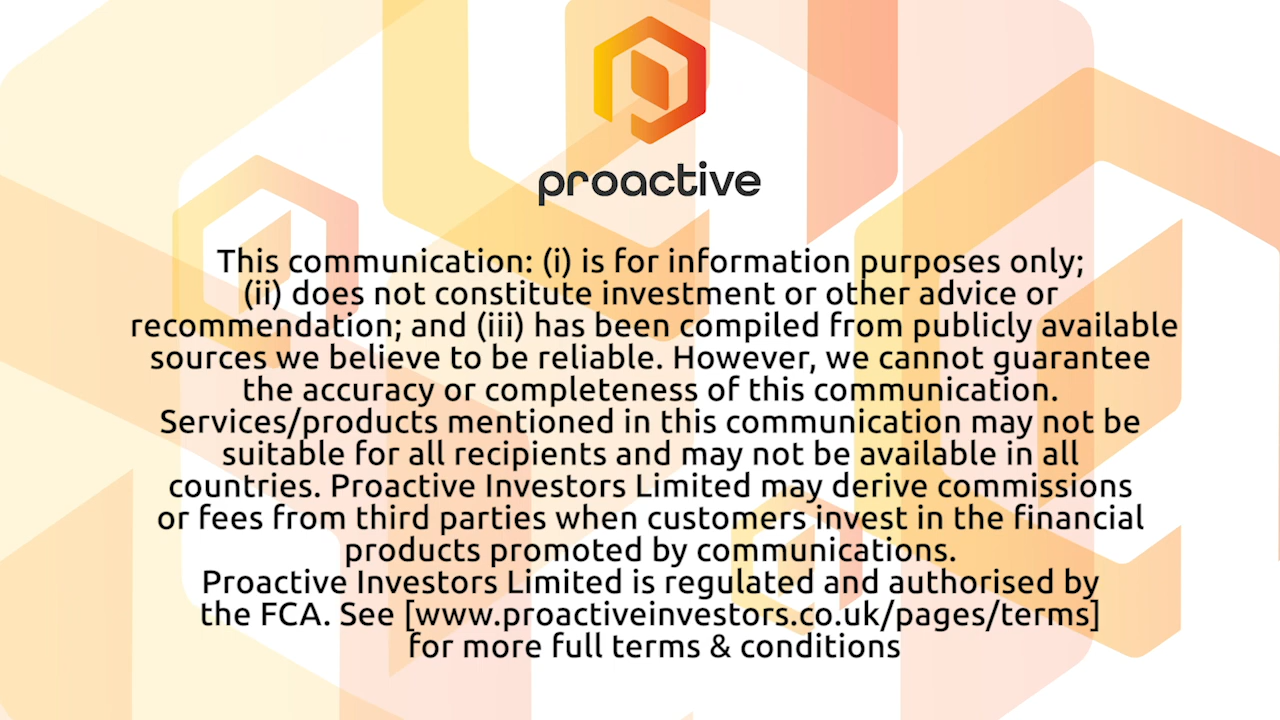 proactive
This communication: (i) is for information purposes only;
(ii) does not constitute investment or other advice or
recommendation; and (iii) has been compiled from publicly available
sources we believe to be reliable. However, we cannot guarantee
the accuracy or completeness of this communication.
Services/products mentioned in this communication may not be
suitable for all recipients and may not be available in all
countries. Proactive Investors Limited may derive commissions
or fees from third parties when customers invest in the financial
products promoted by communications.
Proactive Investors Limited is regulated and authorised by
the FCA. See [www.proactiveinvestors.co.uk/pages/terms]
for more full terms & conditions